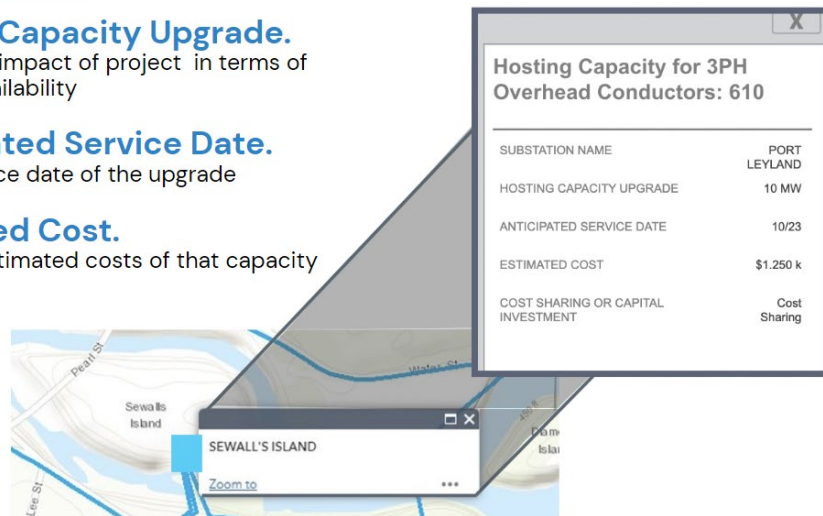 Capacity Upgrade.
impact of project in terms of
ted Service Date.
date of the upgrade
ed Cost.
costs of that capacity
X
Hosting Capacity for 3PH
Overhead Conductors: 610
SUBSTATION NAME PORT
LEYLAND
HOSTING CAPACITY UPGRADE 10 MW
ANTICIPATED SERVICE DATE 10/23
ESTIMATED COST $1.250 k
COST SHARING OR CAPITAL Cost
INVESTMENT Sharing
Pearl St
Water St
Sewalls
Island
SEWALL'S ISLAND
Zoom to
Lee St